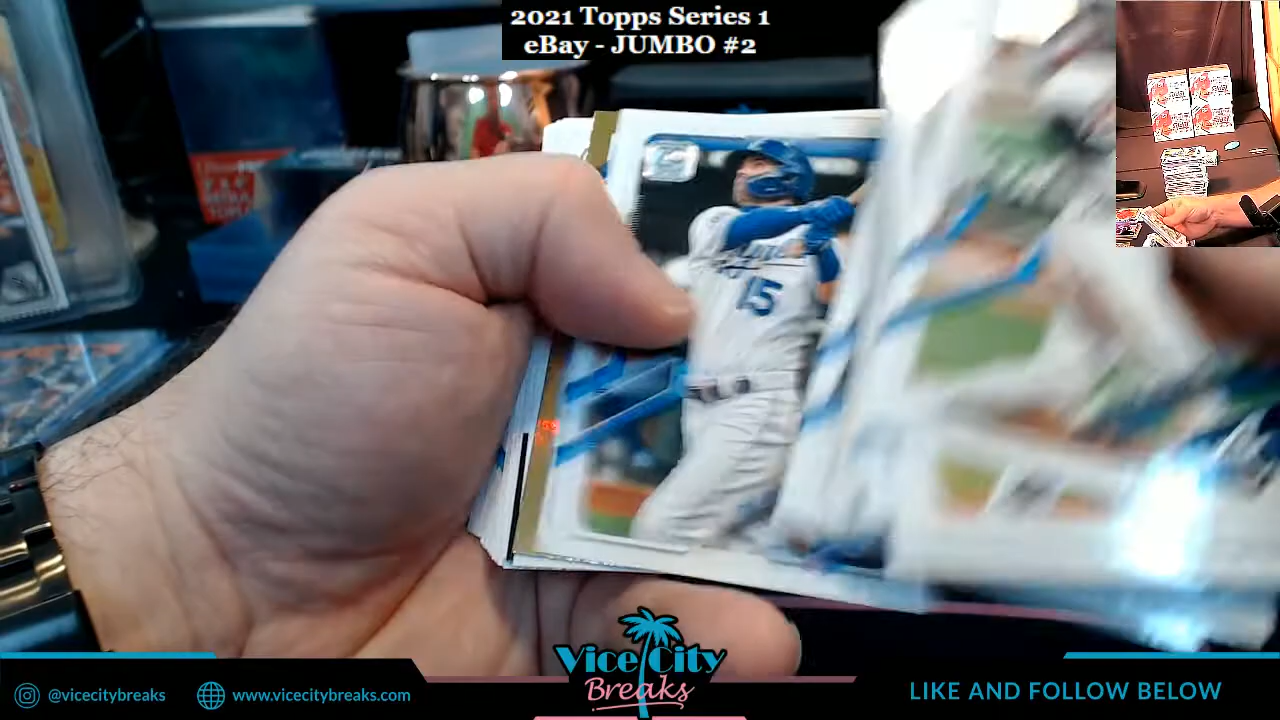 2021 Topps Series 1
eBay - JUMBO #2
15
Vice City
Breaks
@vicecitybreaks
www.vicecitybreaks.com
LIKE AND FOLLOW BELOW